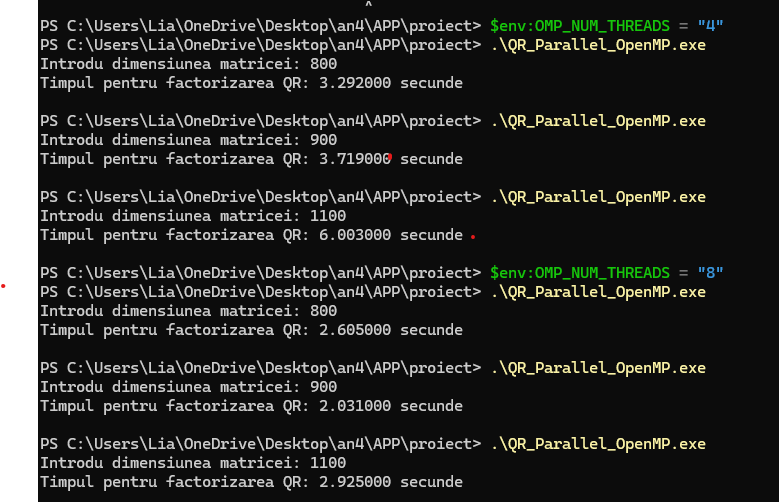 PS C:\Users\Lia\OneDrive\Desktop\an4\APP\proiect> $env:OMP_NUM_THREADS = "4"
PS C:\Users\Lia\OneDrive\Desktop\an4\APP\proiect> .\QR_Parallel_OpenMP.exe
Introdu dimensiunea matricei: 800
Timpul pentru factorizarea QR: 3.292000 secunde
PS C:\Users\Lia\OneDrive\Desktop\an4\APP\proiect> .\QR_Parallel_OpenMP.exe
Introdu dimensiunea matricei: 900
Timpul pentru factorizarea QR: 3.719000 secunde
PS C:\Users\Lia\OneDrive\Desktop\an4\APP\proiect> .\QR_Parallel_OpenMP.exe
Introdu dimensiunea matricei: 1100
Timpul pentru factorizarea QR: 6.003000 secunde
PS C:\Users\Lia\OneDrive\Desktop\an4\APP\proiect> $env:OMP_NUM_THREADS = "8"
PS C:\Users\Lia\OneDrive\Desktop\an4\APP\proiect> .\QR_Parallel_OpenMP.exe
Introdu dimensiunea matricei: 800
Timpul pentru factorizarea QR: 2.605000 secunde
PS C:\Users\Lia\OneDrive\Desktop\an4\APP\proiect> .\QR_Parallel_OpenMP.exe
Introdu dimensiunea matricei: 900
Timpul pentru factorizarea QR: 2.031000 secunde
PS C:\Users\Lia\OneDrive\Desktop\an4\APP\proiect> .\QR_Parallel_OpenMP.exe
Introdu dimensiunea matricei: 1100
Timpul pentru factorizarea QR: 2.925000 secunde